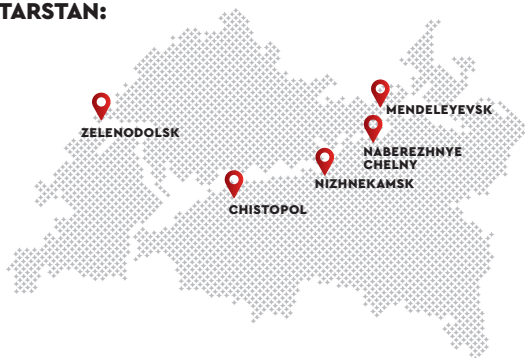 TARSTAN:
MENDELEYEVSK
ZELENODOLSK
NABEREZHNYE
CHELNY
NIZHNEKAMSK
CHISTOPOL